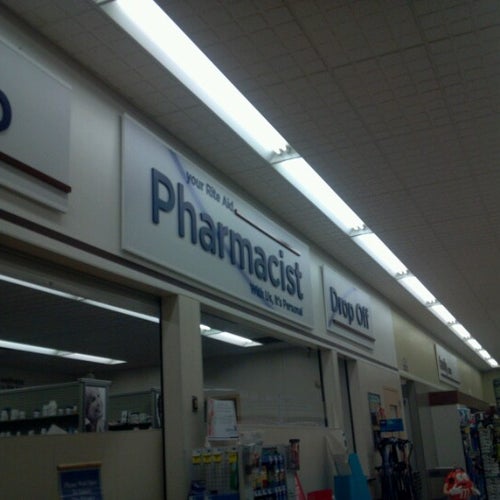 your Rite Aid
Pharmacist
With Us, It's Personal
Drop Off